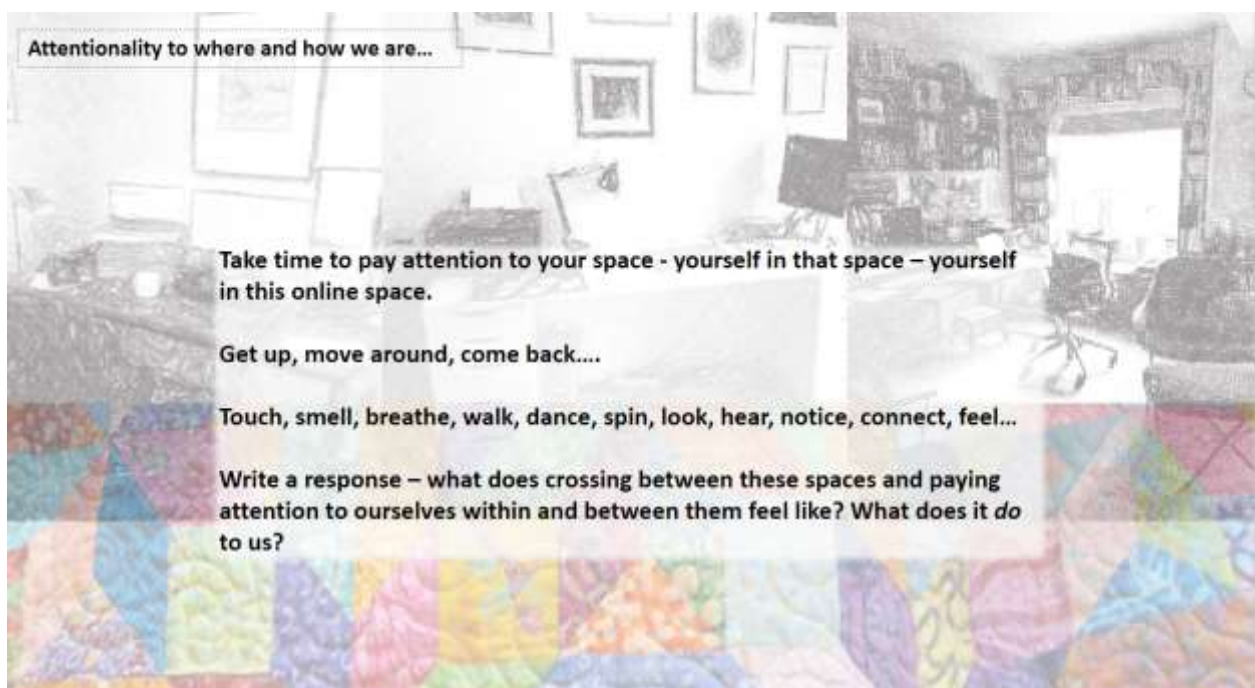 Attentionality to where and how we are...
Take time to pay attention to your space - yourself in that space – yourself
in this online space.
Get up, move around, come back....
Touch, smell, breathe, walk, dance, spin, look, hear, notice, connect, feel...
Write a response – what does crossing between these spaces and paying
attention to ourselves within and between them feel like? What does it do
to us?